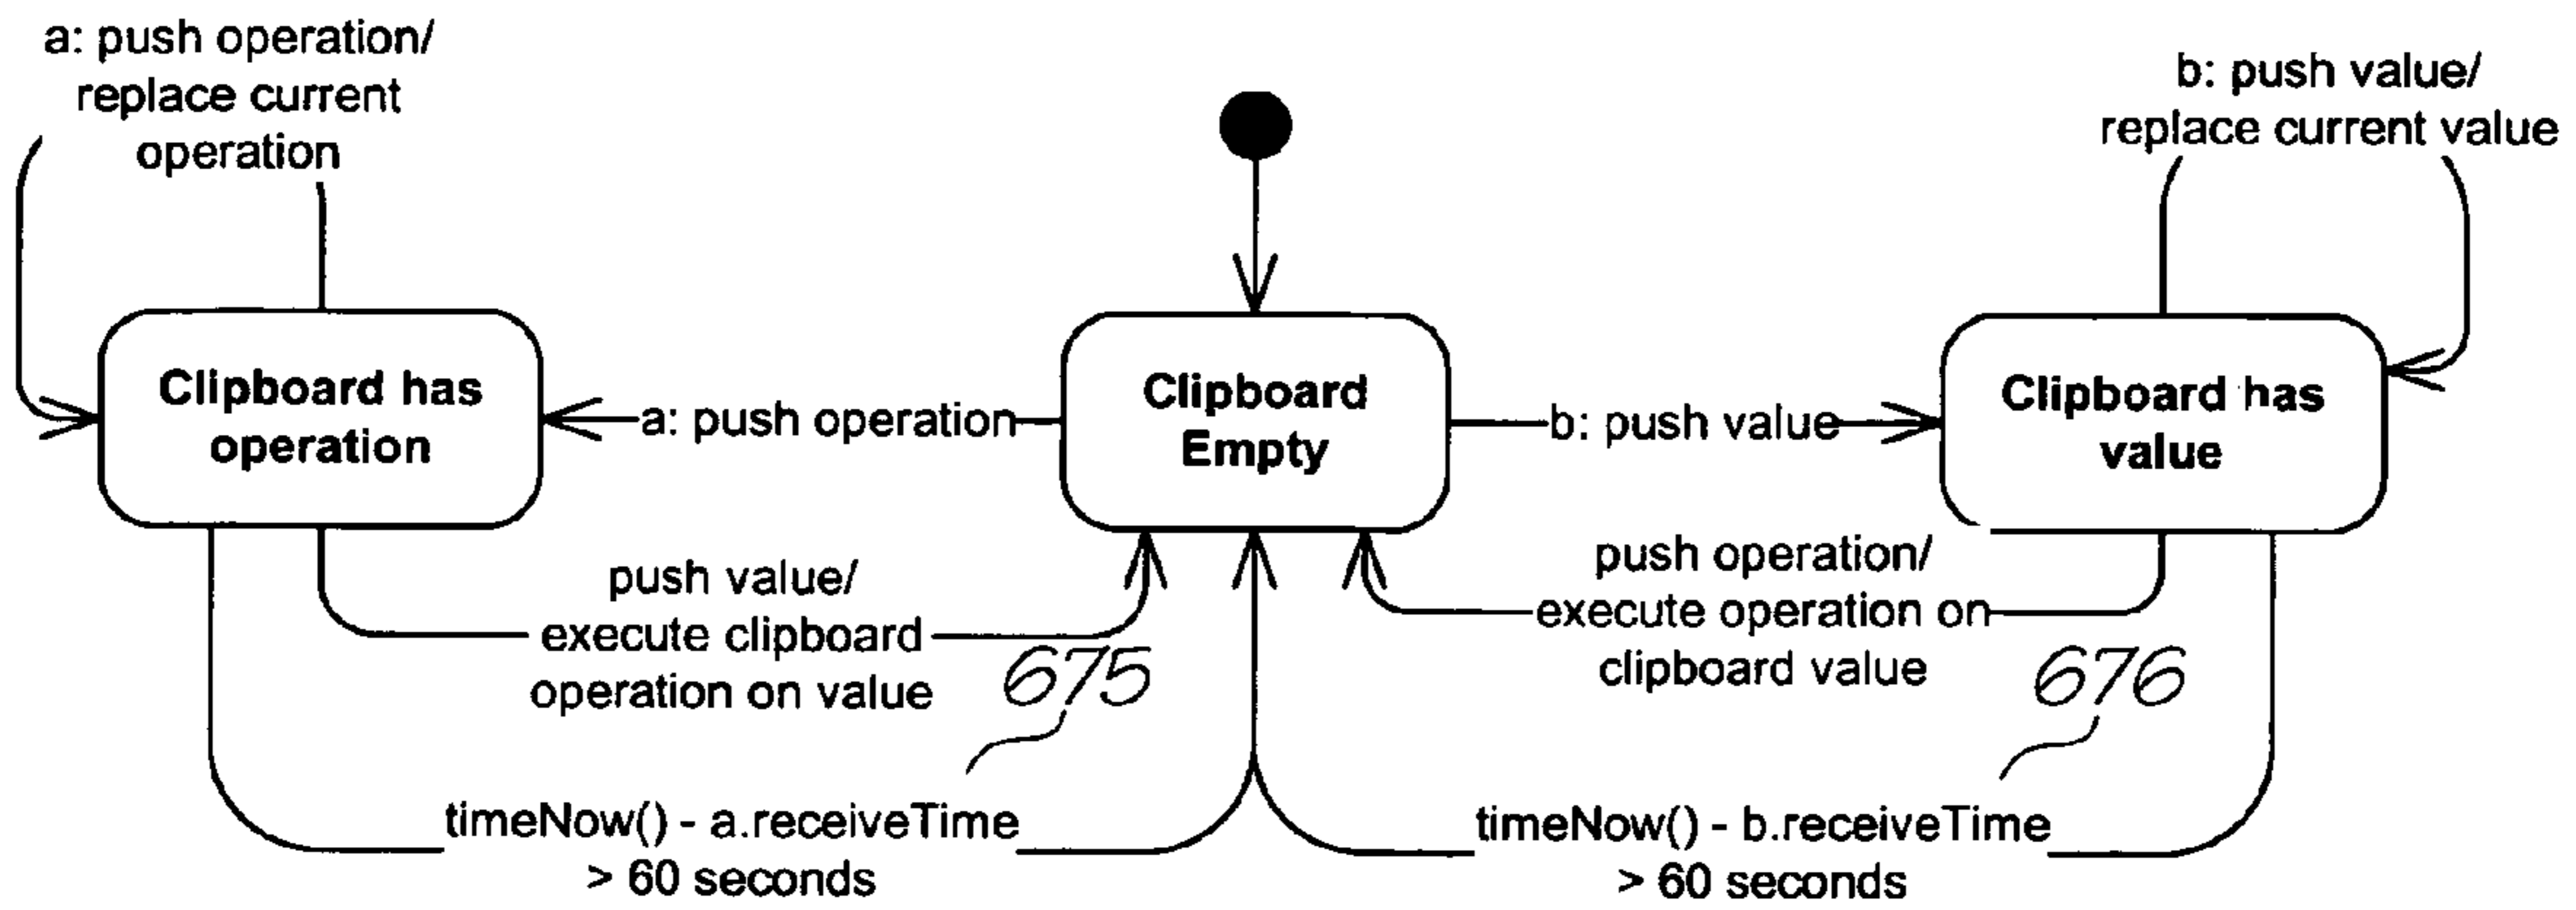 a: push operation/
replace current
operation
b: push value/
replace current value
Clipboard has
operation
a: push operation
Clipboard
Empty
b: push value
Clipboard has
value
push value/
execute clipboard
operation on value
675
push operation/
execute operation on
clipboard value
676
timeNow() - a.receiveTime
> 60 seconds
timeNow() - b.receiveTime
> 60 seconds